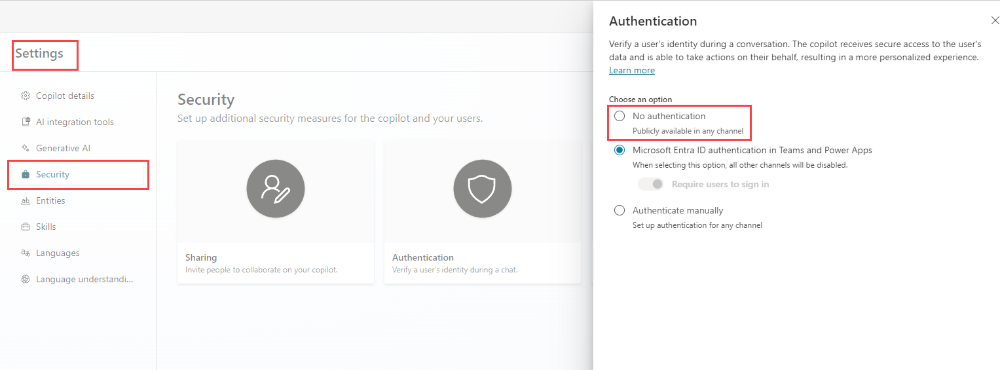 Settings
Copilot details
AI integration tools
Generative AI
Security
ab Entities
Skills
Languages
Language understandi...
Security
Set up additional security measures for the copilot and your users.
Sharing
Invite people to collaborate on your copilot.
Authentication
Verify a user's identity during a chat.
Authentication
Verify a user's identity during a conversation. The copilot receives secure access to the user's
data and is able to take actions on their behalf, resulting in a more personalized experience.
Learn more
Choose an option
No authentication
Publicly available in any channel
Microsoft Entra ID authentication in Teams and Power Apps
When selecting this option, all other channels will be disabled.
Require users to sign in
Authenticate manually
Set up authentication for any channel